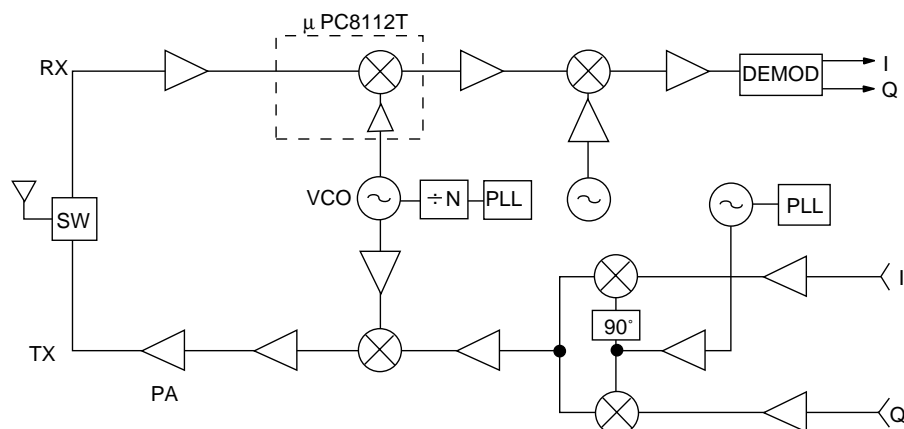 μ PC8112T
RX
DEMOD
I
Q
VCO
÷N
PLL
SW
PLL
I
90°
TX
PA
Q